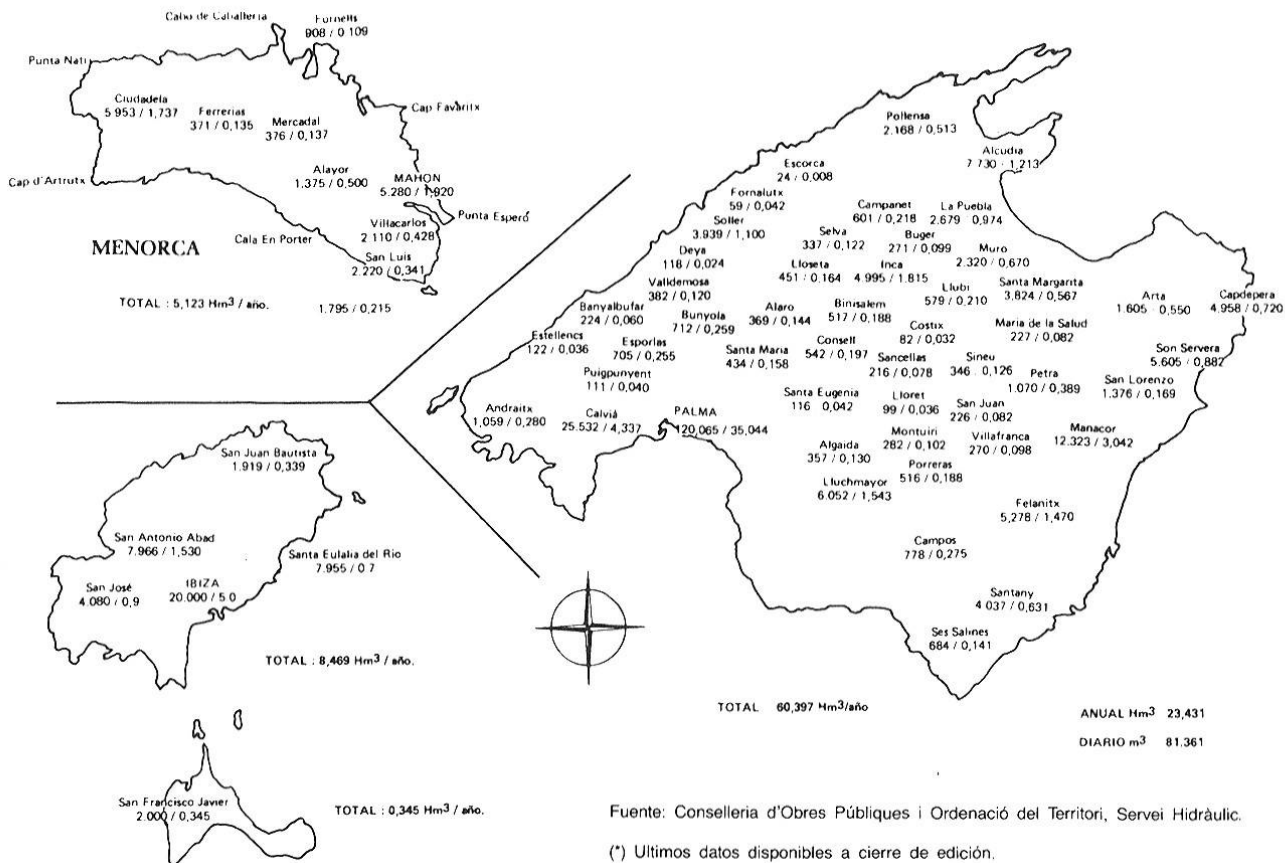 Cabo de Caballeria
Fornells
908 / 0 109
Punta Nati
Ciudadela
5 953 / 1,737
Ferrerias
371 / 0,135
Mercadal
376 / 0,137
Cap Favàritx
Cap d'Artrutx
Alayor
1.375 / 0,500
MAHON
5.280 / 1,920
Punta Esperó
Villacarlos
2 110 / 0,428
Cala En Porter
MENORCA
San Luis
2.220 / 0,341
TOTAL : 5,123 Hm³ / año.
1.795 / 0,215
Pollensa
2.168 / 0,513
Alcudia
7 730 · 1,213
Escorca
24 / 0,008
Fornalutx
59 / 0,042
Soller
3.939 / 1,100
Campanet
601 / 0,218
La Puebla
2.679 / 0,974
Selva
337 / 0,122
Buger
271 / 0,099
Deya
118 / 0,024
Muro
2.320 / 0,670
Lloseta
451 / 0,164
Inca
4.995 / 1.815
Valldemosa
382 / 0,120
Llubi
579 / 0,210
Santa Margarita
3.824 / 0,567
Arta
1.605 · 0,550
Capdepera
4.958 / 0,720
Banyalbufar
224 / 0,060
Bunyola
712 / 0,259
Alaro
369 / 0,144
Binisalem
517 / 0,188
Costix
82 / 0,032
Maria de la Salud
227 / 0,082
Estellencs
122 / 0,036
Esporlas
705 / 0,255
Santa Maria
434 / 0,158
Consell
542 / 0,197
Sancellas
216 / 0,078
Sineu
346 . 0,126
Son Servera
5.605 / 0,882
Puigpunyent
111 / 0,040
Petra
1.070 / 0,389
San Lorenzo
1.376 / 0,169
Santa Eugenia
116 0,042
Lloret
99 / 0,036
San Juan
226 / 0,082
Andraitx
1,059 / 0,280
Calvià
25.532 / 4,337
PALMA
120,065 / 35,044
Montuiri
282 / 0,102
Villafranca
270 / 0,098
Manacor
12.323 / 3,042
Algaida
357 / 0,130
Porreras
516 / 0,188
Lluchmayor
6.052 / 1,543
Felanitx
5,278 / 1,470
Campos
778 / 0,275
Santany
4 037 / 0,631
Ses Salines
684 / 0,141
San Juan Bautista
1.919 / 0,339
San Antonio Abad
7.966 / 1,530
Santa Eulalia del Rio
7.955 / 0 7
San José
4.080 / 0,9
IBIZA
20.000 / 5 0
TOTAL : 8,469 Hm³ / año.
TOTAL 60,397 Hm³/año
ANUAL Hm³ 23,431
DIARIO m³ 81.361
San Francisco Javier
2.000 / 0,345
TOTAL : 0,345 Hm³ / año.
Fuente: Conselleria d'Obres Públiques i Ordenació del Territori, Servei Hidràulic.
(*) Ultimos datos disponibles a cierre de edición.